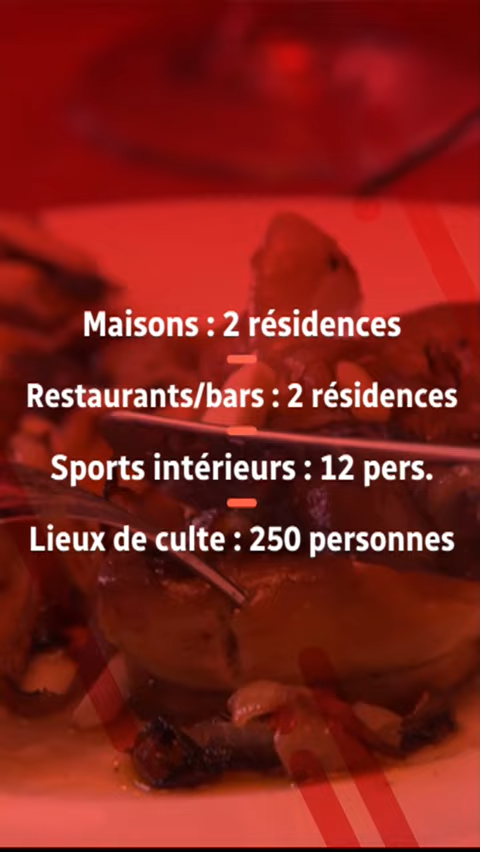 Maisons : 2 résidences
Restaurants/bars : 2 résidences
Sports intérieurs : 12 pers.
Lieux de culte : 250 personnes